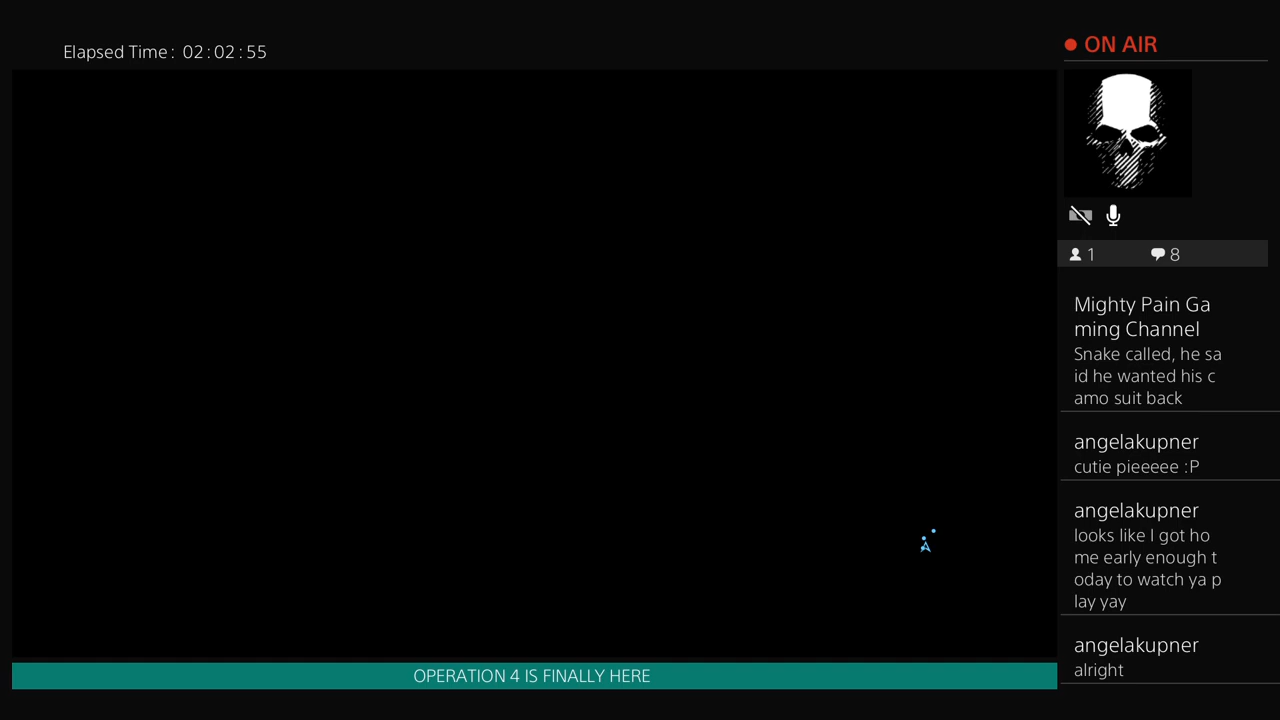 Elapsed Time: 02:02:55
ON AIR
1 8
Mighty Pain Ga
ming Channel
Snake called, he sa
id he wanted his c
amo suit back
angelakupner
cutie pieeeee :P
angelakupner
looks like I got ho
me early enough t
oday to watch ya p
lay yay
angelakupner
alright
OPERATION 4 IS FINALLY HERE